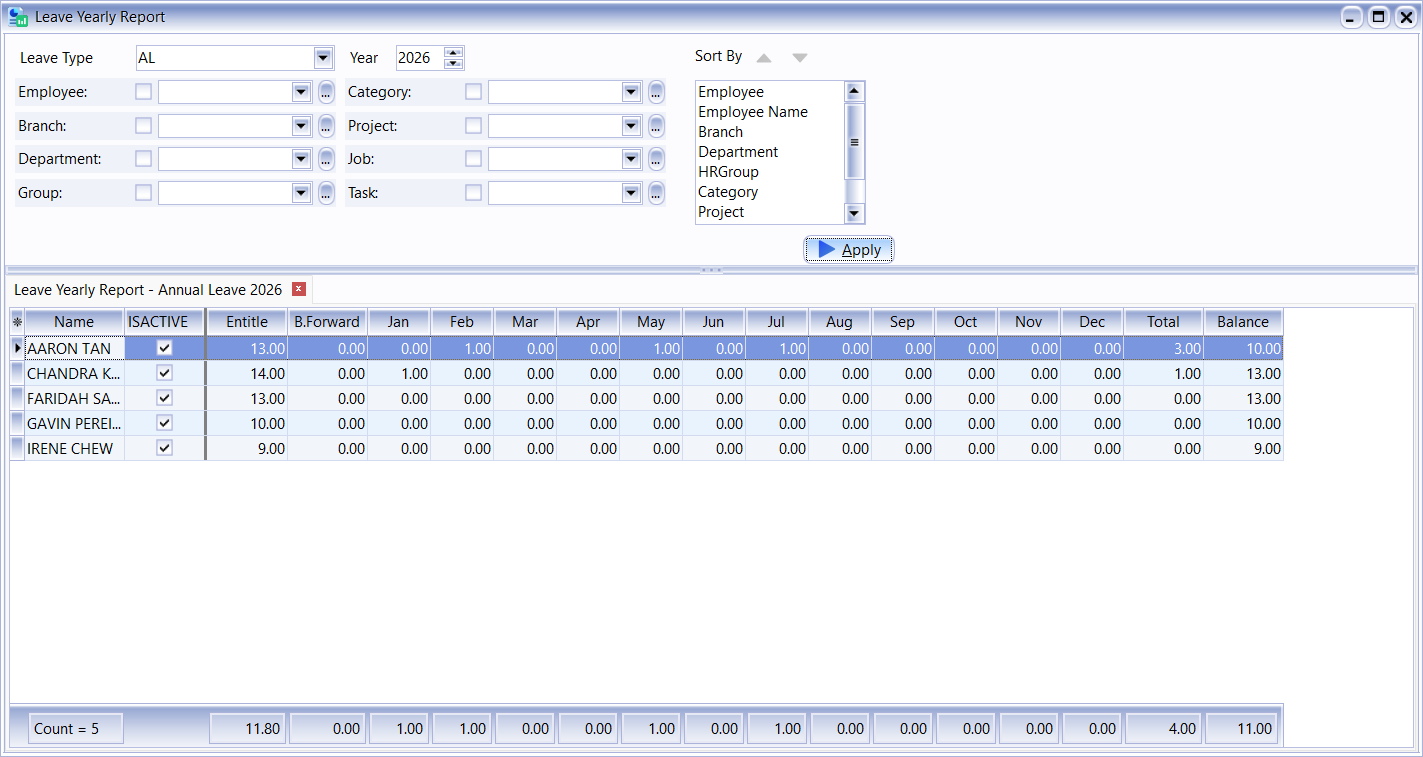 Leave Yearly Report
Leave Type AL Year 2026 Sort By
Employee: ... Category: ...
Branch: ... Project: ...
Department: ... Job: ...
Group: ... Task: ...
Employee
Employee Name
Branch
Department
HRGroup
Category
Project
Apply
Leave Yearly Report - Annual Leave 2026
Name ISACTIVE Entitle B.Forward Jan Feb Mar Apr May Jun Jul Aug Sep Oct Nov Dec Total Balance
AARON TAN 13.00 0.00 0.00 1.00 0.00 0.00 1.00 0.00 1.00 0.00 0.00 0.00 0.00 0.00 3.00 10.00
CHANDRA K... 14.00 0.00 1.00 0.00 0.00 0.00 0.00 0.00 0.00 0.00 0.00 0.00 0.00 0.00 1.00 13.00
FARIDAH SA... 13.00 0.00 0.00 0.00 0.00 0.00 0.00 0.00 0.00 0.00 0.00 0.00 0.00 0.00 0.00 13.00
GAVIN PEREI... 10.00 0.00 0.00 0.00 0.00 0.00 0.00 0.00 0.00 0.00 0.00 0.00 0.00 0.00 0.00 10.00
IRENE CHEW 9.00 0.00 0.00 0.00 0.00 0.00 0.00 0.00 0.00 0.00 0.00 0.00 0.00 0.00 0.00 9.00
Count = 5 11.80 0.00 1.00 1.00 0.00 0.00 1.00 0.00 1.00 0.00 0.00 0.00 0.00 0.00 4.00 11.00